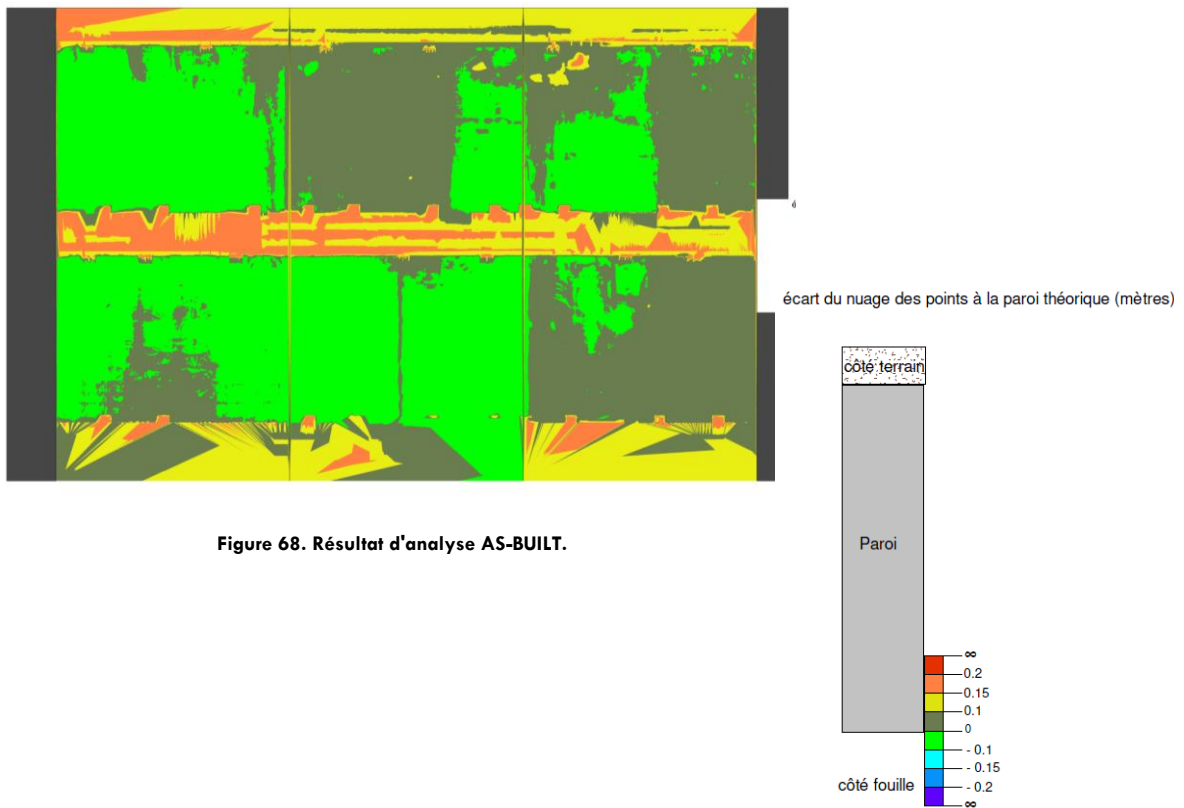 écart du nuage des points à la paroi théorique (mètres)
côté terrain
Figure 68. Résultat d'analyse AS-BUILT.
Paroi
∞
0.2
0.15
0.1
0
- 0.1
- 0.15
- 0.2
∞
côté fouille